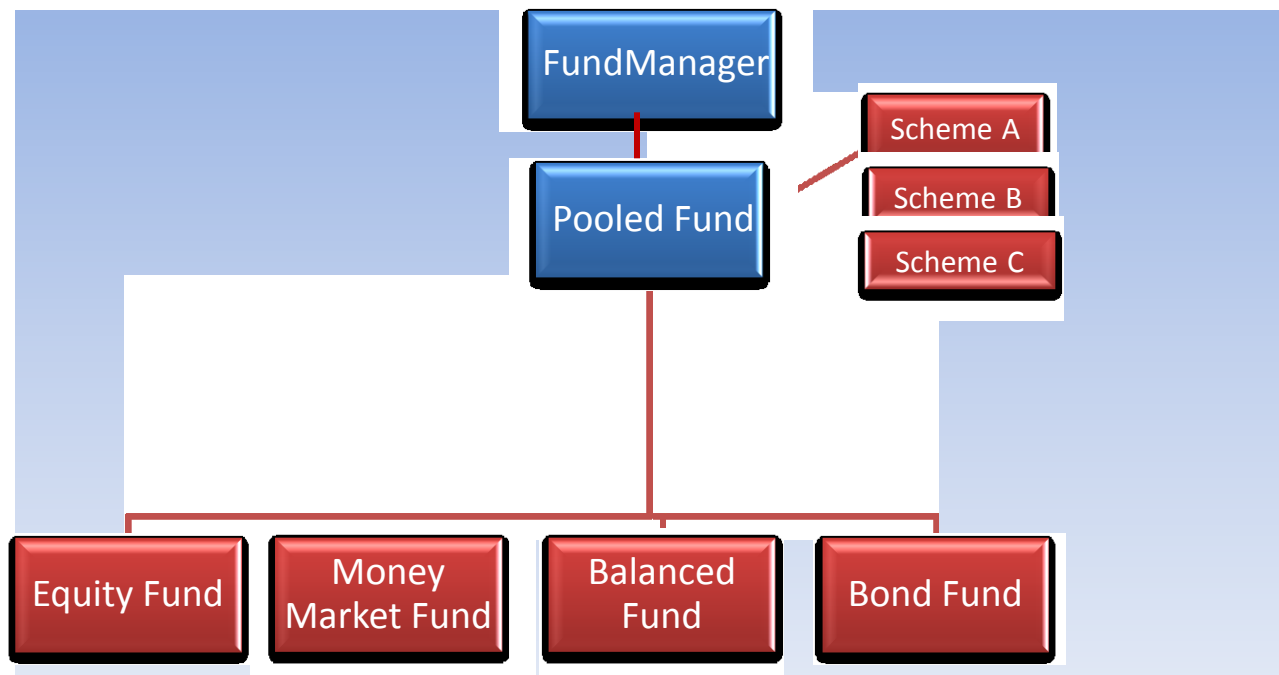 FundManager
Scheme A
Pooled Fund
Scheme B
Scheme C
Equity Fund
Money
Market Fund
Balanced
Fund
Bond Fund